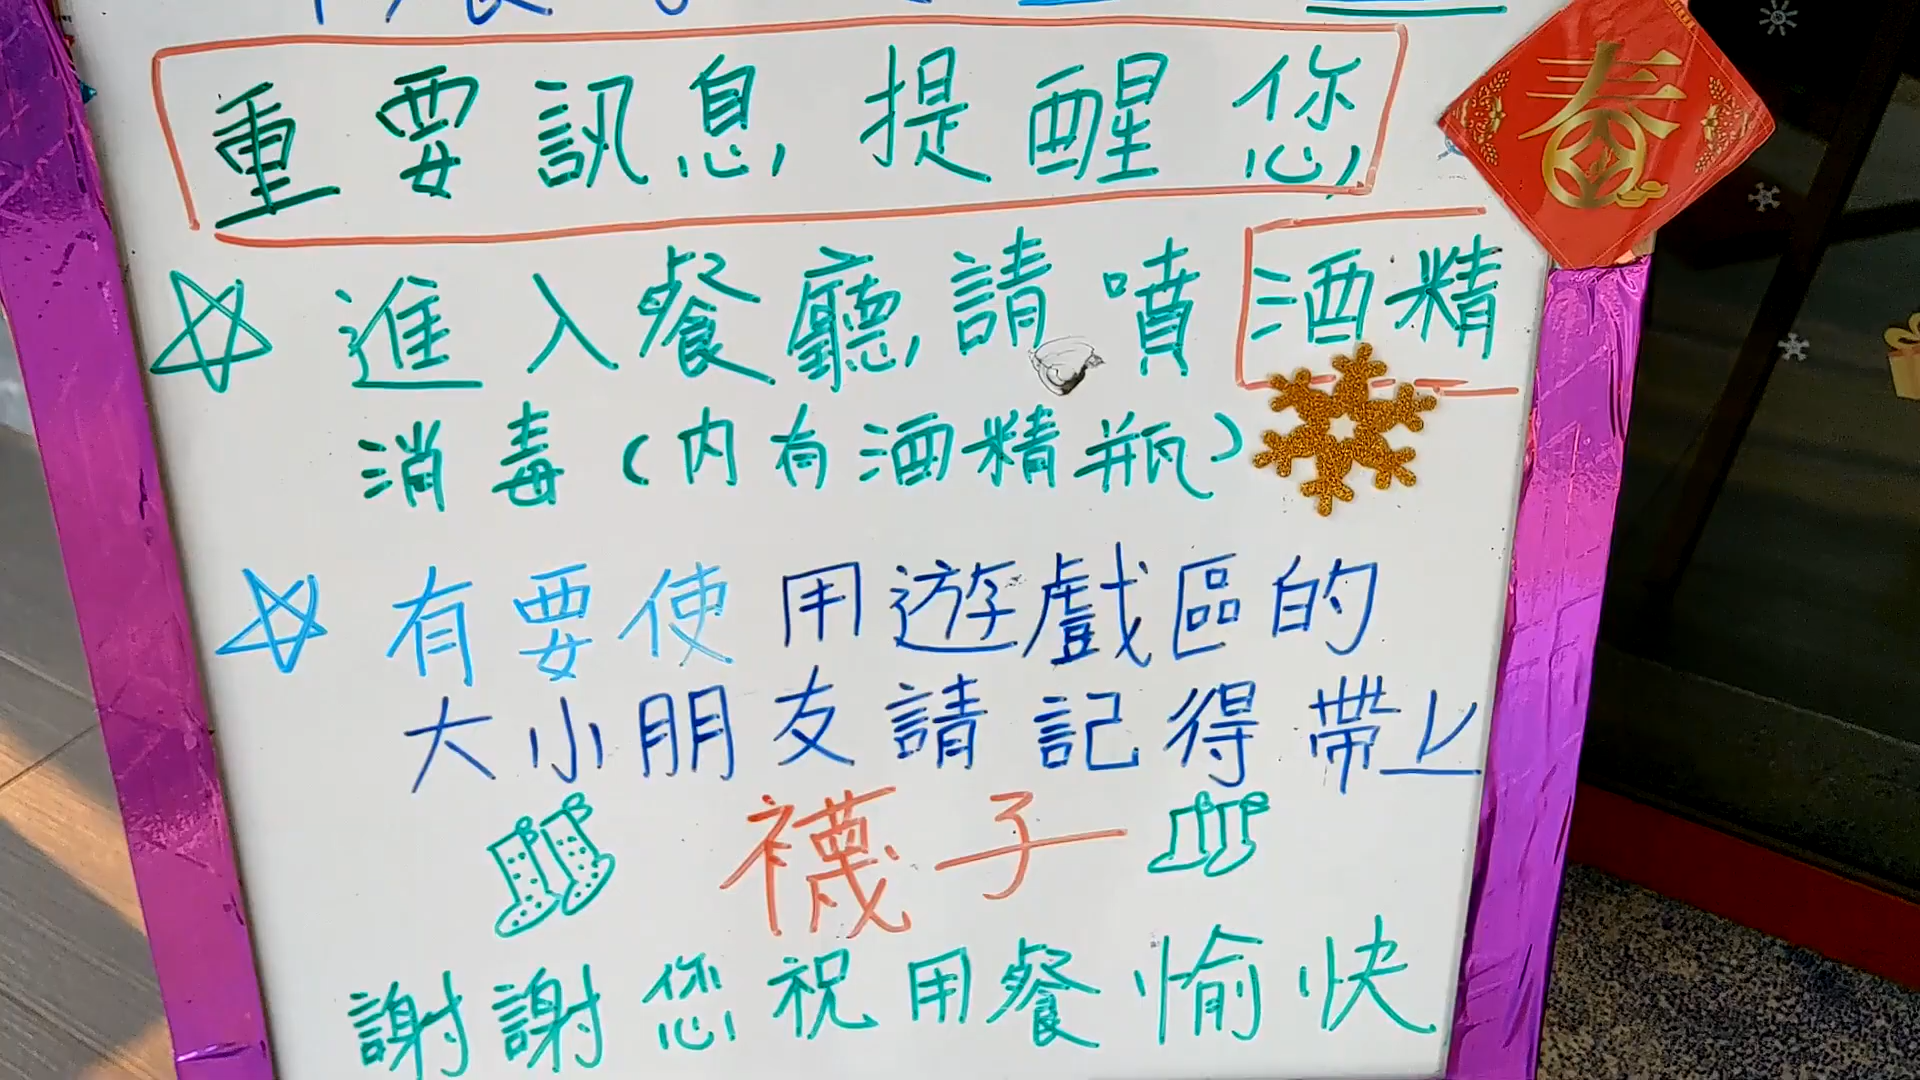 重要訊息提醒您
春
進入餐廳請噴酒精
消毒(內有酒精瓶)
有要使用遊戲區的
大小朋友請記得帶上
襪子
謝謝您祝用餐愉快